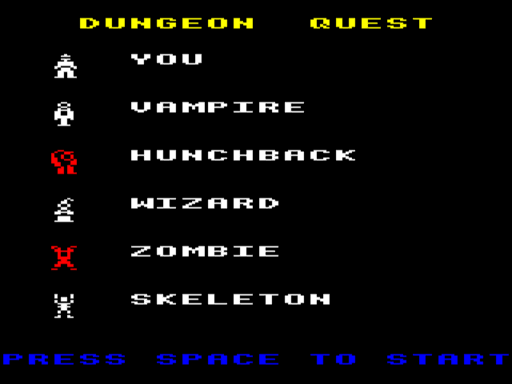 DUNGEON QUEST
YOU
VAMPIRE
HUNCHBACK
WIZARD
ZOMBIE
SKELETON
PRESS SPACE TO START